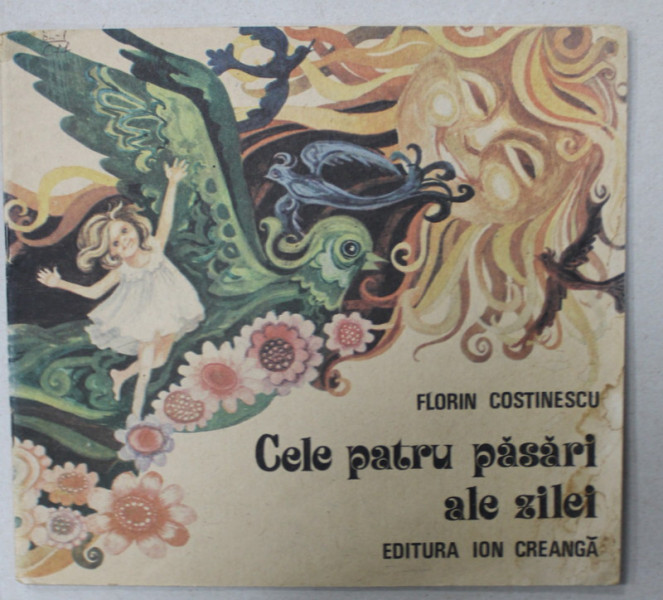 FLORIN COSTINESCU
Cele patru păsări
ale zilei
EDITURA ION CREANGĂ